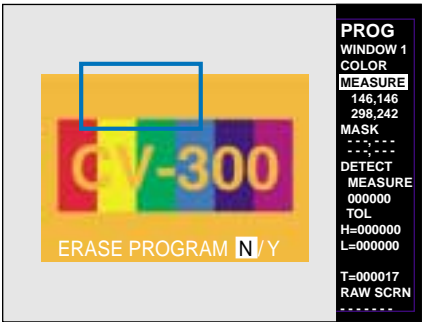 CV-300
ERASE PROGRAM N/Y
PROG
WINDOW 1
COLOR
MEASURE
146,146
298,242
MASK
---,---
---,---
DETECT
MEASURE
000000
TOL
H=000000
L=000000
T=000017
RAW SCRN
-------